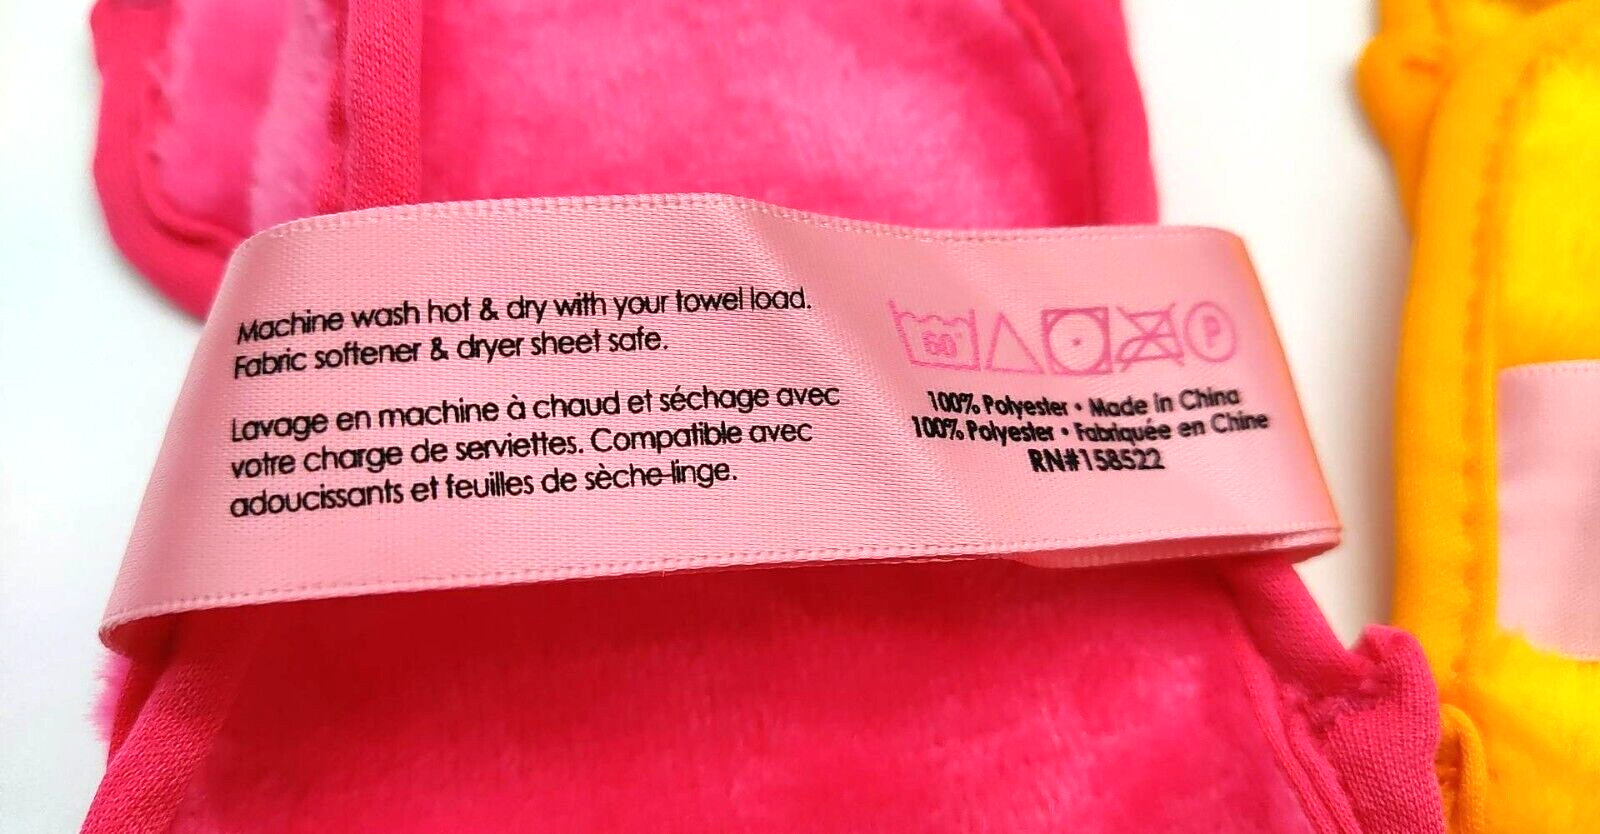 Machine wash hot & dry with your towel load.
Fabric softener & dryer sheet safe.
Lavage en machine à chaud et séchage avec
votre charge de serviettes. Compatible avec
adoucissants et feuilles de sèche-linge.
60°
P
100% Polyester • Made in China
100% Polyester • Fabriquée en Chine
RN#158522